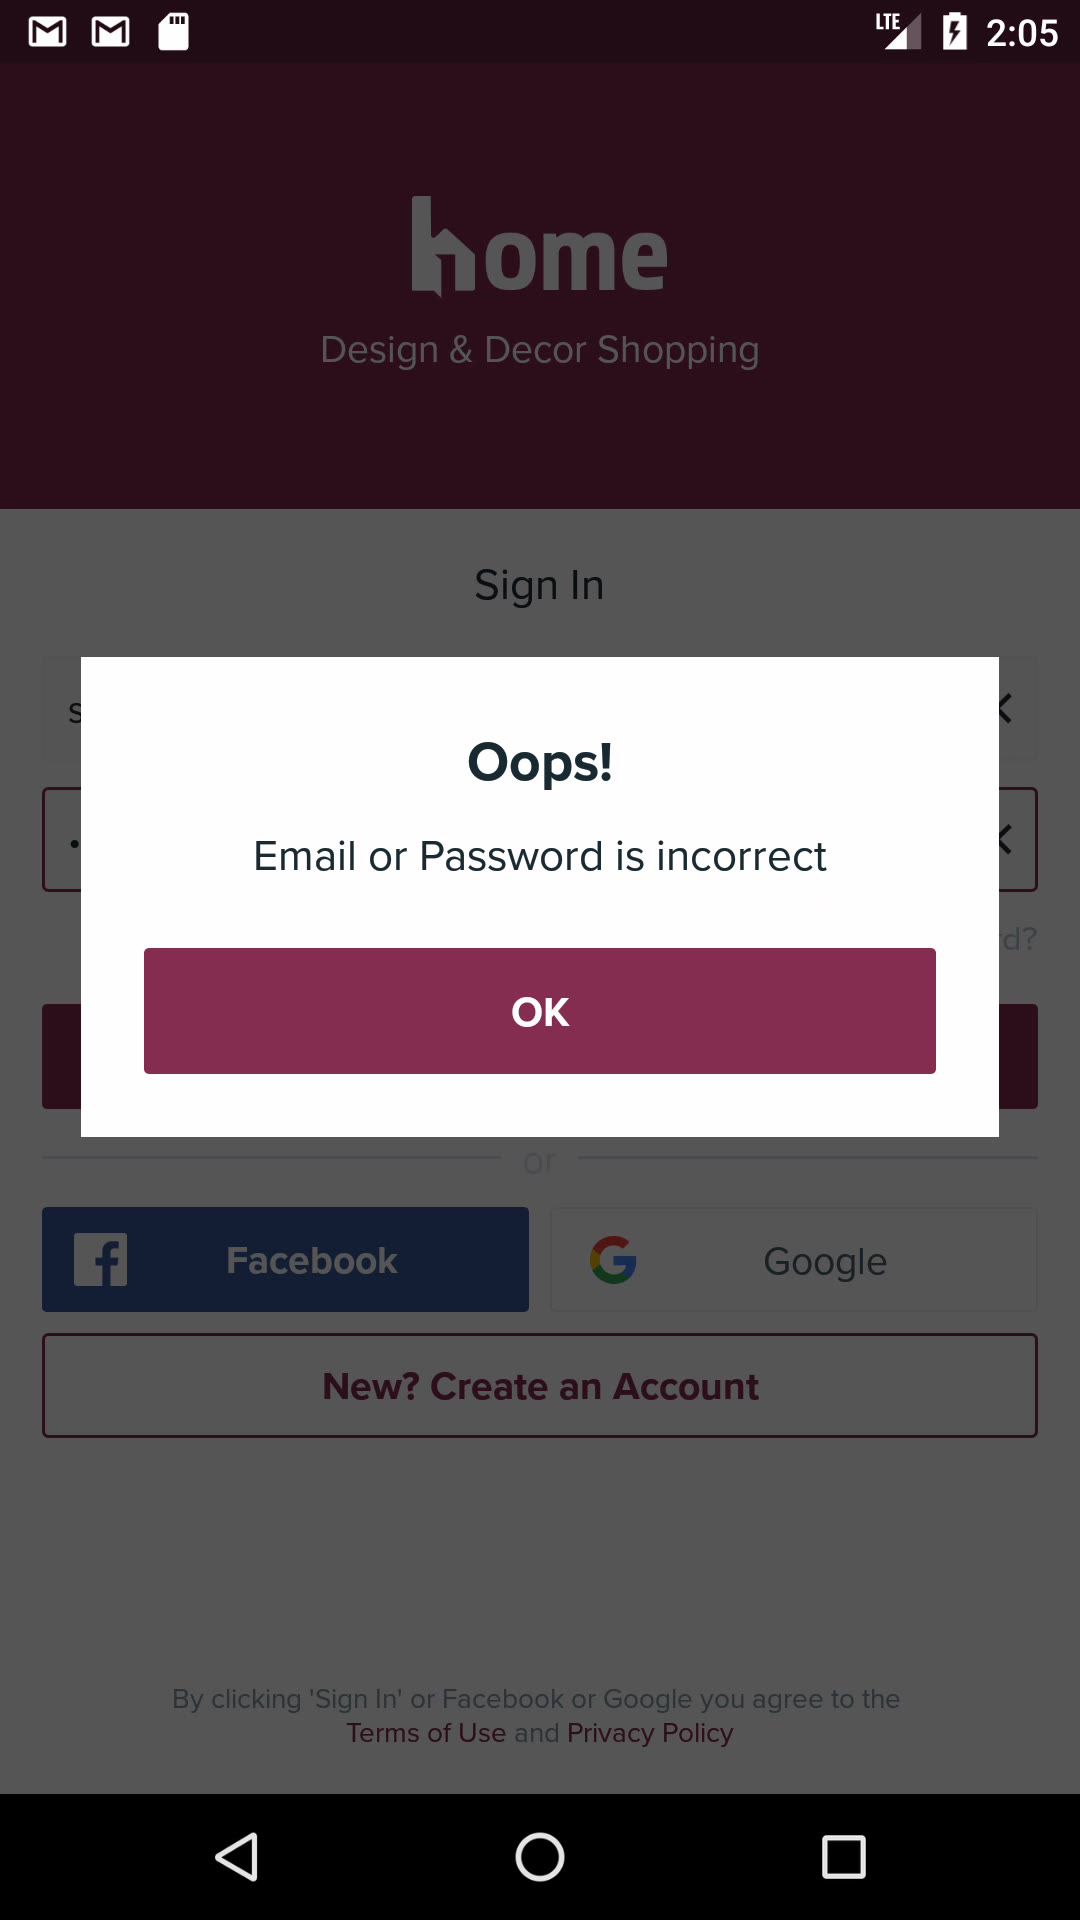 LTE 2:05
home
Design & Decor Shopping
Sign In
s
Oops!
Email or Password is incorrect
rd?
OK
or
Facebook
Google
New? Create an Account
By clicking 'Sign In' or Facebook or Google you agree to the
Terms of Use and Privacy Policy